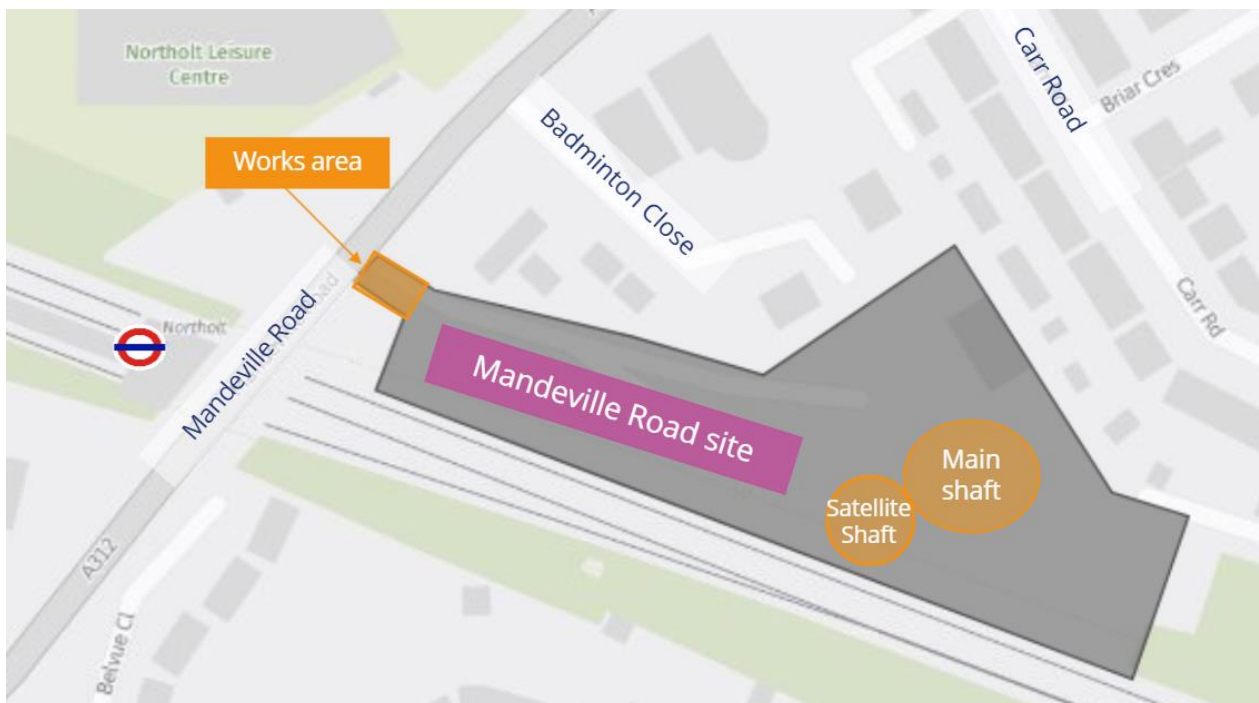 Northolt Leisure
Centre
Works area
Badminton Close
Carr Road
Briar Cres
Carr Rd
Mandeville Road
Northolt
Mandeville Road site
Main
shaft
Satellite
Shaft
A312
Belvue Cl